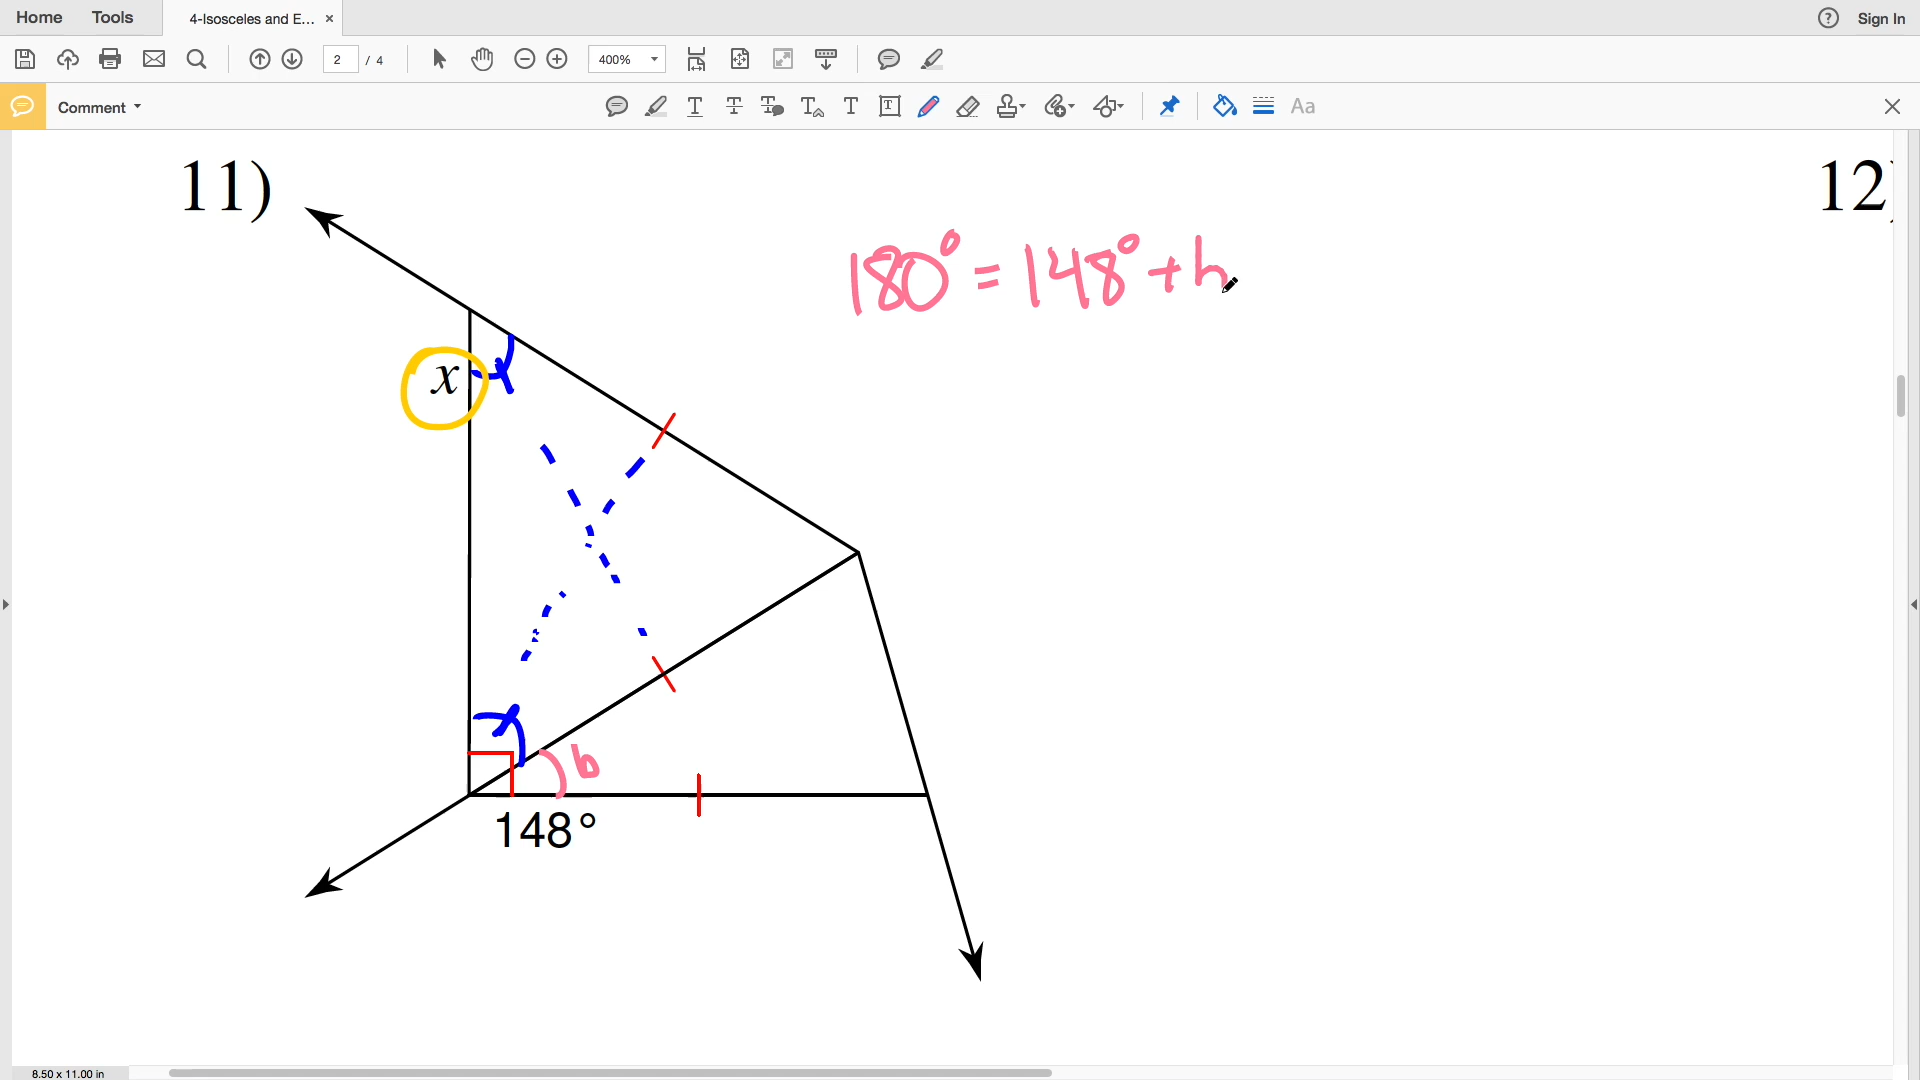 Home Tools 4-Isosceles and E... × Sign In
2 / 4 400%
Comment Aa
11) 12)
180° = 148° + h
x
b
148°
8.50 x 11.00 in